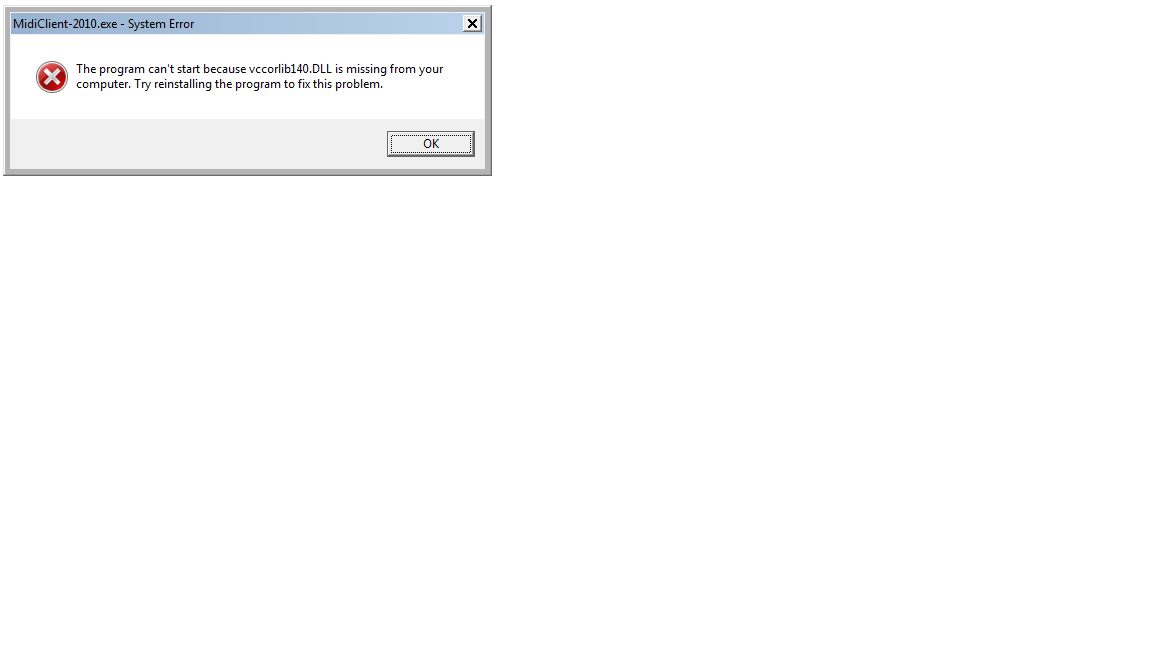 MidiClient-2010.exe - System Error
The program can't start because vccorlib140.DLL is missing from your
computer. Try reinstalling the program to fix this problem.
OK